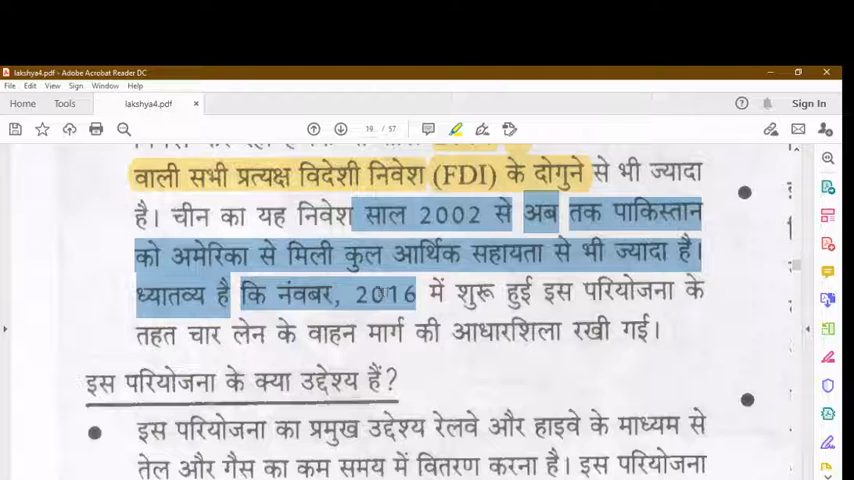 lakshya4.pdf - Adobe Acrobat Reader DC
File Edit View Sign Window Help
Home Tools lakshya4.pdf × Sign In
19 / 57
वाली सभी प्रत्यक्ष विदेशी निवेश (FDI) के दोगुने से भी ज्यादा
है। चीन का यह निवेश साल 2002 से अब तक पाकिस्तान
को अमेरिका से मिली कुल आर्थिक सहायता से भी ज्यादा है।
ध्यातव्य है कि नंवबर, 2016 में शुरू हुई इस परियोजना के
तहत चार लेन के वाहन मार्ग की आधारशिला रखी गई।
इस परियोजना के क्या उद्देश्य हैं?
● इस परियोजना का प्रमुख उद्देश्य रेलवे और हाइवे के माध्यम से
तेल और गैस का कम समय में वितरण करना है। इस परियोजना